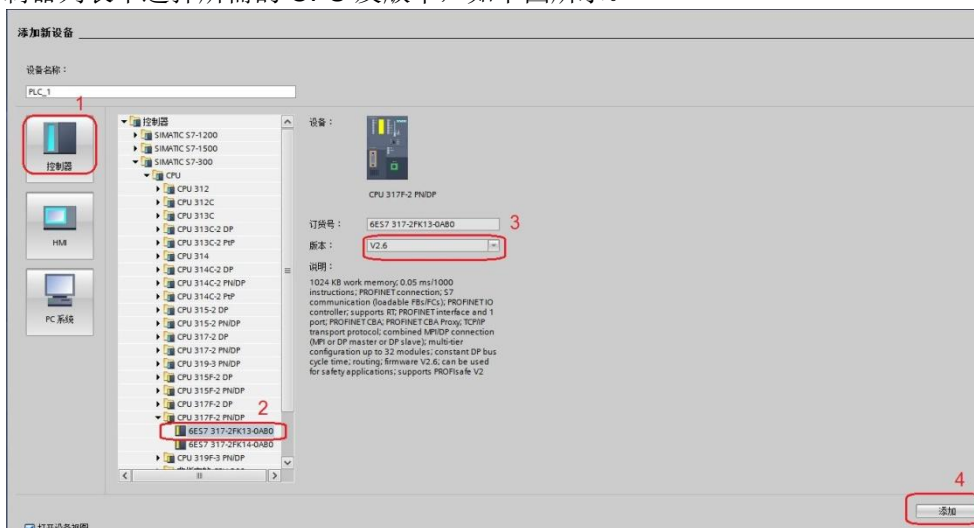 制器列表中选择所需的 CPU 及版本，如下图所示。
添加新设备
设备名称：
PLC_1
1
控制器
HMI
PC 系统
控制器
SIMATIC S7-1200
SIMATIC S7-1500
SIMATIC S7-300
CPU
CPU 312
CPU 312C
CPU 313C
CPU 313C-2 DP
CPU 313C-2 PtP
CPU 314
CPU 314C-2 DP
CPU 314C-2 PN/DP
CPU 314C-2 PtP
CPU 315-2 DP
CPU 315-2 PN/DP
CPU 317-2 DP
CPU 317-2 PN/DP
CPU 319-3 PN/DP
CPU 315F-2 DP
CPU 315F-2 PN/DP
CPU 317F-2 DP
2
CPU 317F-2 PN/DP
6ES7 317-2FK13-0AB0
6ES7 317-2FK14-0AB0
CPU 319F-3 PN/DP
设备：
CPU 317F-2 PN/DP
订货号：
6ES7 317-2FK13-0AB0
3
版本：
V2.6
说明：
1024 KB work memory; 0.05 ms/1000
instructions; PROFINET connection; S7
communication (loadable FBs/FCs); PROFINET IO
controller; supports RT; PROFINET interface and 1
port; PROFINET CBA; PROFINET CBA Proxy; TCP/IP
transport protocol; combined MPI/DP connection
(MPI or DP master or DP slave); multi-tier
configuration up to 32 modules; constant DP bus
cycle time; routing; firmware V2.6; can be used
for safety applications; supports PROFIsafe V2
4
添加
打开设备视图